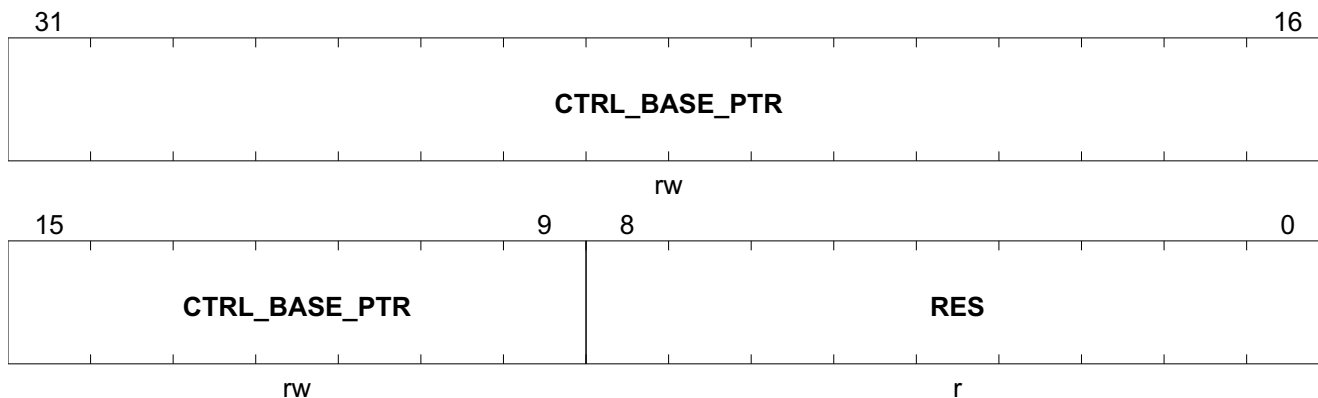 31 16
CTRL_BASE_PTR
rw
15 9 8 0
CTRL_BASE_PTR RES
rw r